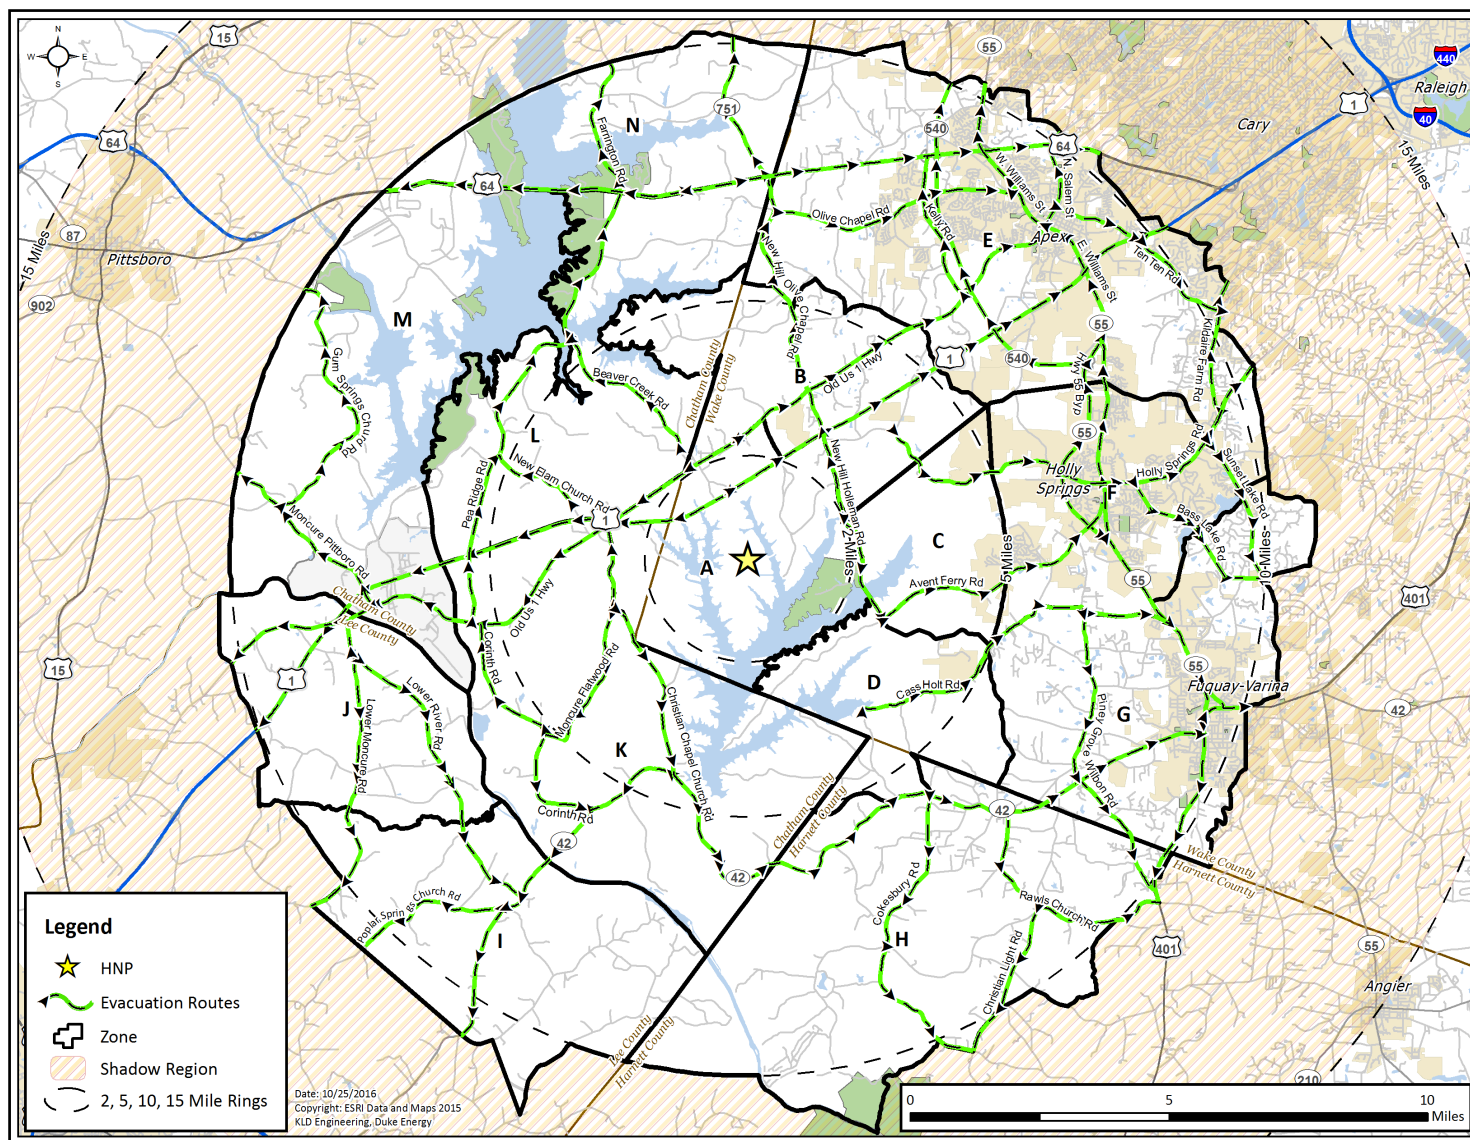 N
W E
S
15
55
440
Raleigh
40
1
Cary
15 Miles
64
751
540
64
N
Farrington Rd
W. Williams St
N. Salem St
64
87
Pittsboro
15 Miles
902
Olive Chapel Rd
Kelly Rd
E
Apex
Ten Ten Rd
E. Williams St
New Hill Olive Chapel Rd
M
Gum Springs Church Rd
Chatham County
Wake County
B
Old Us 1 Hwy
1
540
55
Kildaire Farm Rd
Hwy 55 Byp
Beaver Creek Rd
L
New Elam Church Rd
Pea Ridge Rd
New Hill Holleman Rd
55
Holly
Springs
Holly Springs Rd
Sunset Lake Rd
F
Bass Lake Rd
1
Moncure Pittboro Rd
A
2 Miles
C
5 Miles
10 Miles
Avent Ferry Rd
55
401
Chatham County
Lee County
Old Us 1 Hwy
15
1
Corinth Rd
Moncure Flatwood Rd
Christian Chapel Church Rd
D
Cass Holt Rd
55
Fuquay-Varina
42
J
Lower River Rd
Lower Moncure Rd
G
Piney Grove Wilbon Rd
K
Corinth Rd
42
Chatham County
Harnett County
42
42
Wake County
Harnett County
Poplar Springs Church Rd
I
Cokesbury Rd
H
Rawls Church Rd
Christian Light Rd
401
55
Angier
Lee County
Harnett County
210
Legend
HNP
Evacuation Routes
Zone
Shadow Region
2, 5, 10, 15 Mile Rings
Date: 10/25/2016
Copyright: ESRI Data and Maps 2015
KLD Engineering, Duke Energy
0 5 10
Miles